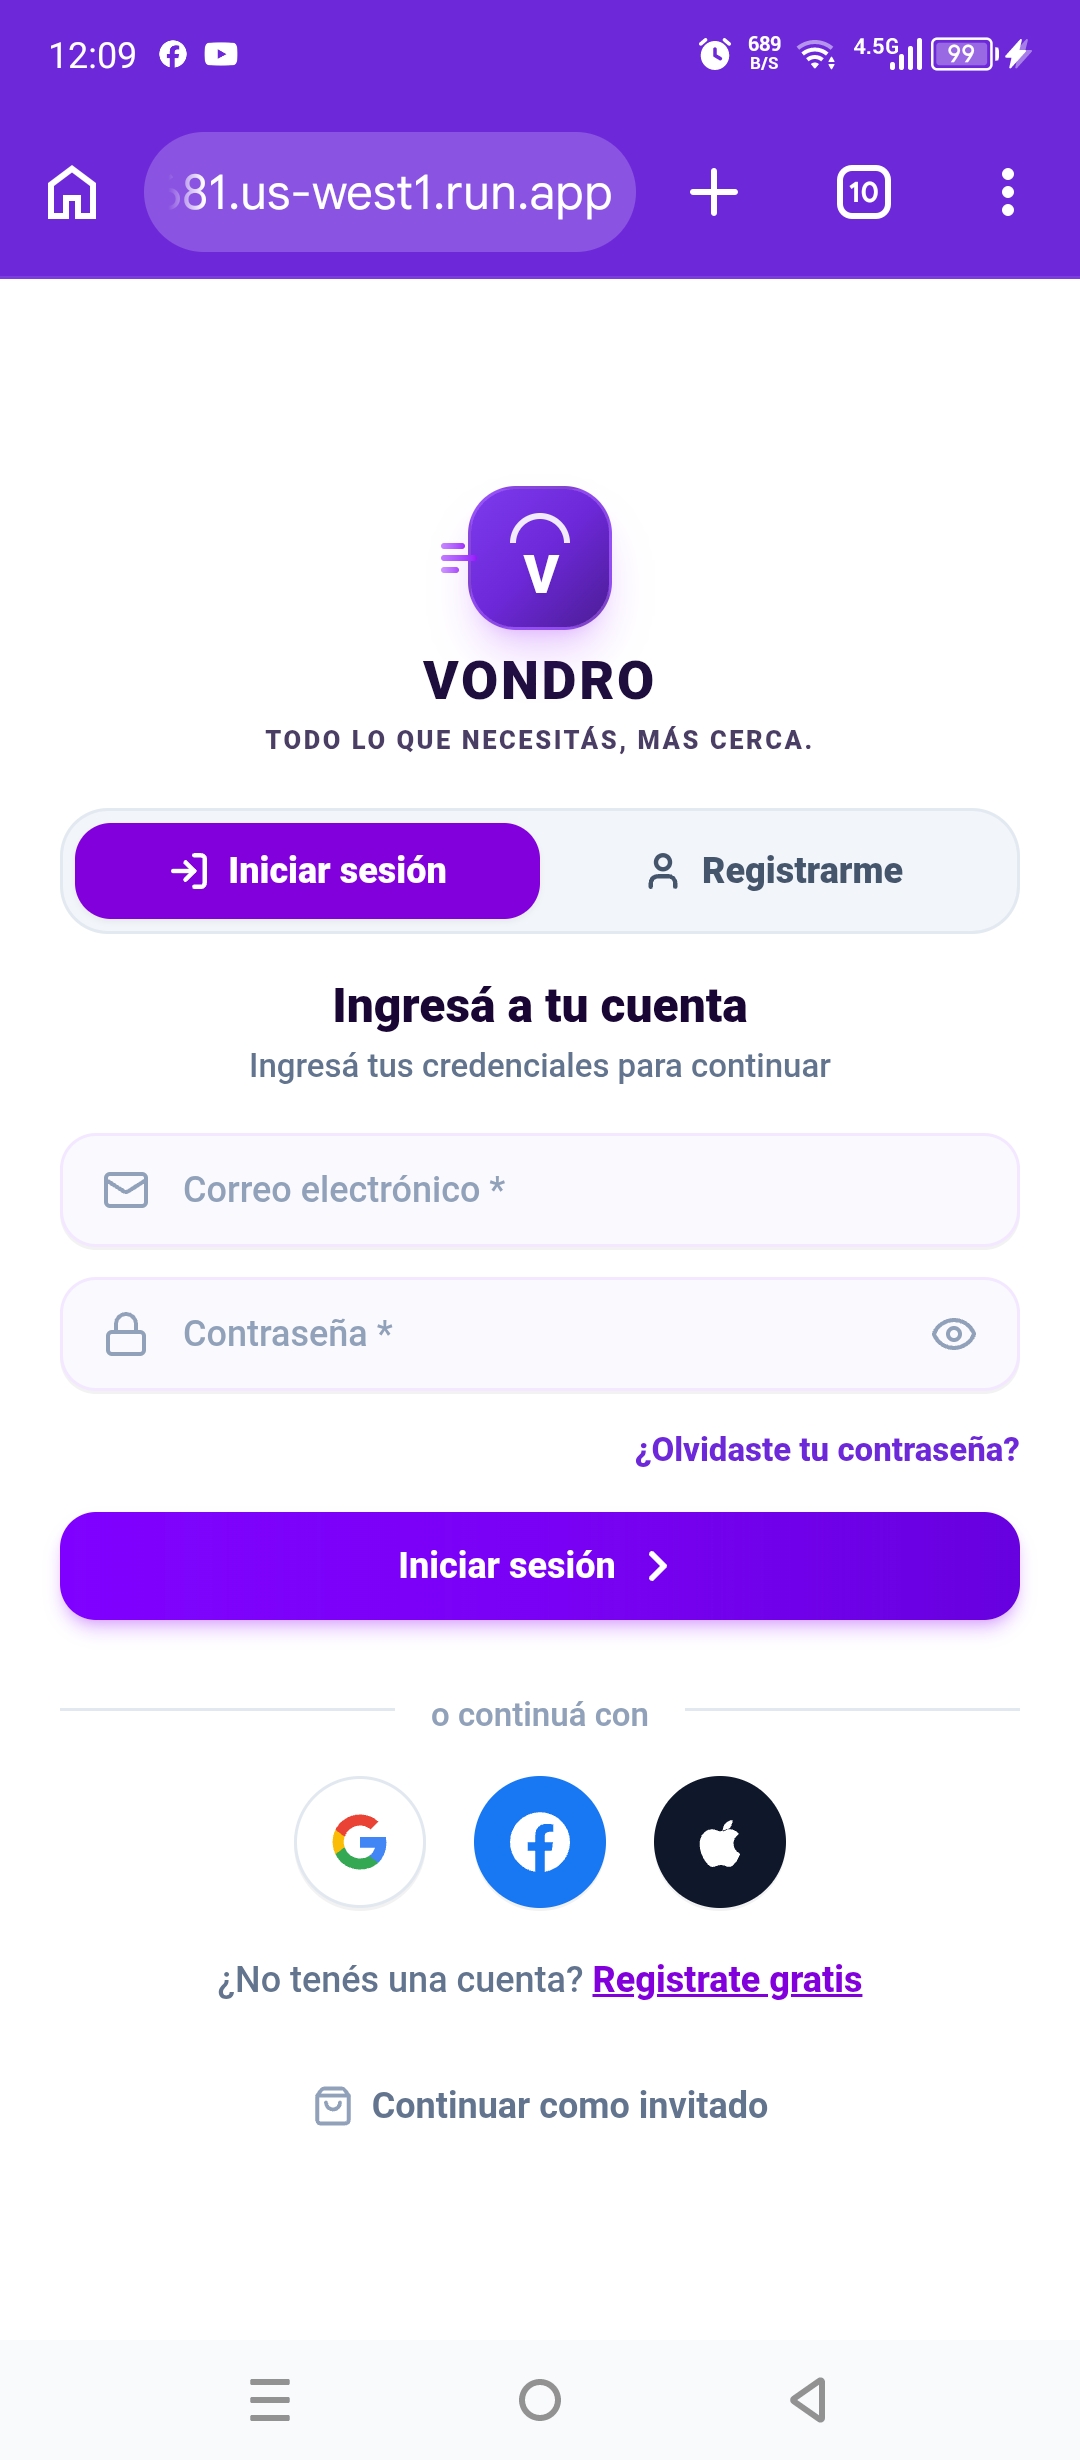 12:09
689
B/S
4.5G
99
81.us-west1.run.app
10
V
VONDRO
TODO LO QUE NECESITÁS, MÁS CERCA.
Iniciar sesión
Registrarme
Ingresá a tu cuenta
Ingresá tus credenciales para continuar
Correo electrónico *
Contraseña *
¿Olvidaste tu contraseña?
Iniciar sesión
o continuá con
¿No tenés una cuenta? Registrate gratis
Continuar como invitado